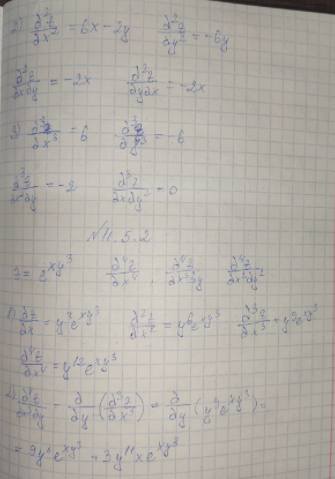 2) ∂²z/∂x² = 6x - 2y   ∂²z/∂y² = -6y
∂²z/∂x∂y = -2x   ∂²z/∂y∂x = -2x
3) ∂³z/∂x³ = 6   ∂³z/∂y³ = -6
∂³z/∂x²∂y = -2   ∂³z/∂x∂y² = 0
№11.5.2
z = e^(xy³)   ∂⁴z/∂x⁴ , ∂⁴z/∂x³∂y   ∂⁴z/∂x²∂y²
1) ∂z/∂x = y³e^(xy³)   ∂²z/∂x² = y⁶e^(xy³)   ∂³z/∂x³ = y⁹e^(xy³)
∂⁴z/∂x⁴ = y¹²e^(xy³)
2) ∂⁴z/∂x³∂y = ∂/∂y (∂³z/∂x³) = ∂/∂y (y⁹e^(xy³)) =
= 9y⁸e^(xy³) + 3y¹¹xe^(xy³)